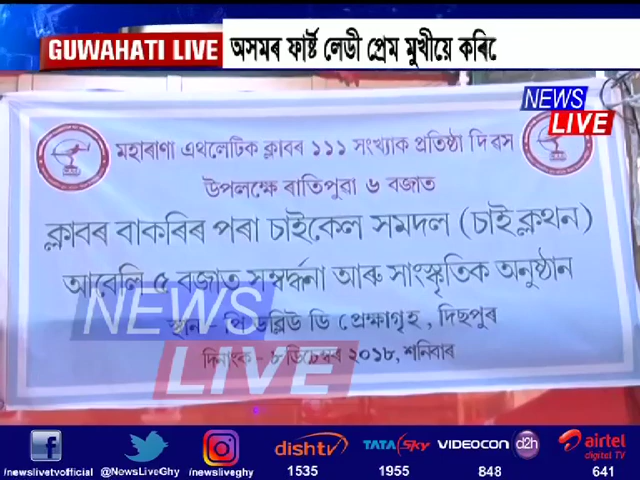 GUWAHATI LIVE
অসমৰ ফাৰ্ষ্ট লেডী প্ৰেম মুখীয়ে কৰিে
NEWS
LIVE
মহাৰাণা এথলেটিক ক্লাবৰ ১১১ সংখ্যক প্ৰতিষ্ঠা দিৱস
উপলক্ষে ৰাতিপুৱা ৬ বজাত
ক্লাবৰ বাকৰিৰ পৰা চাইকেল সমদল (চাইক্লথন)
আবেলি ৫ বজাত সম্বৰ্দ্ধনা আৰু সাংস্কৃতিক অনুষ্ঠান
স্থান - পি ডব্লিউ ডি প্ৰেক্ষাগৃহ, দিছপুৰ
দিনাংক - ৮ ডিচেম্বৰ ২০১৮, শনিবাৰ
NEWS
LIVE
/newslivetvofficial @NewsLiveGhy /newsliveghy
dishtv TATA Sky VIDEOCON d2h airtel digital TV
1535 1955 848 641